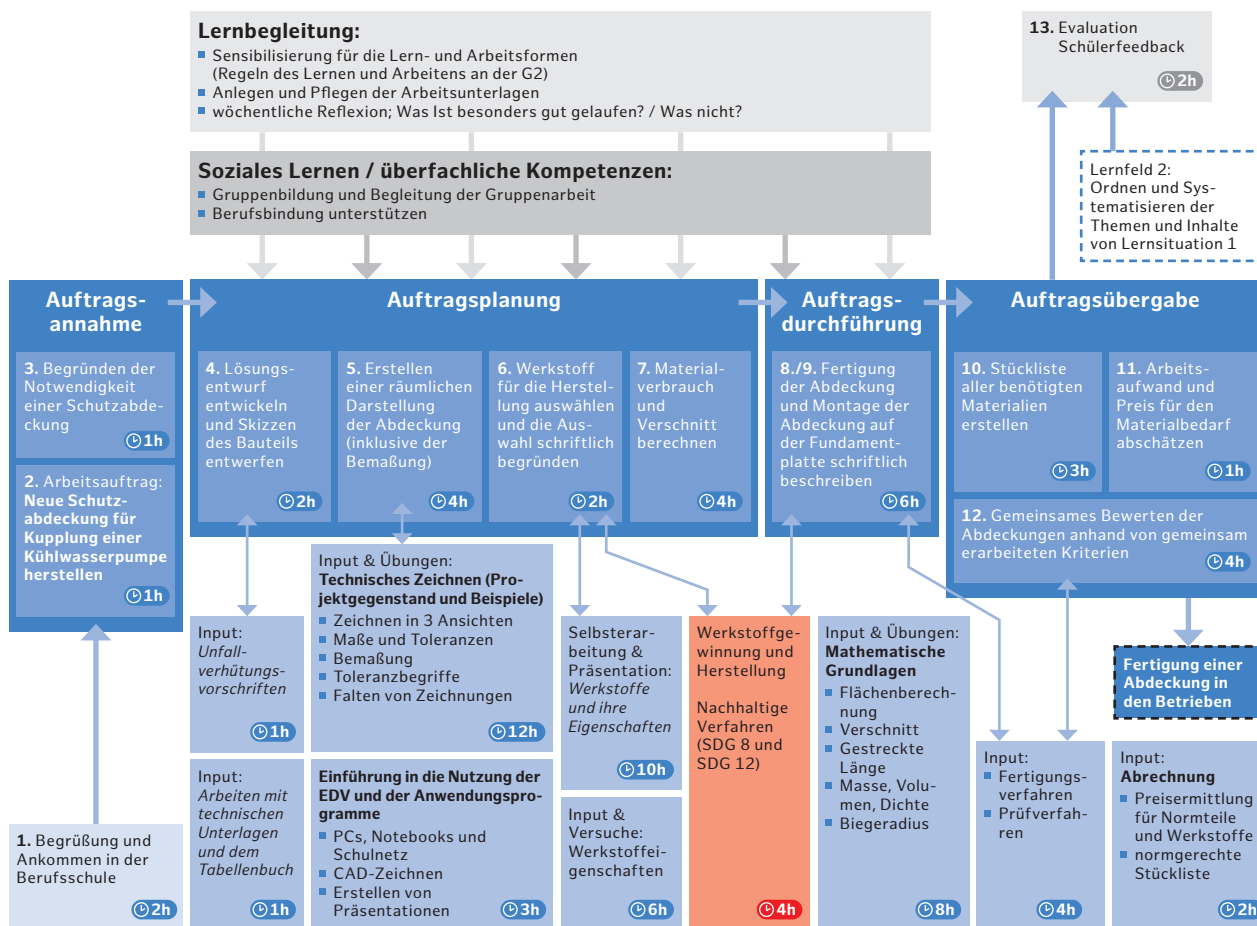 Lernbegleitung:
Sensibilisierung für die Lern- und Arbeitsformen
(Regeln des Lernen und Arbeitens an der G2)
Anlegen und Pflegen der Arbeitsunterlagen
wöchentliche Reflexion; Was Ist besonders gut gelaufen? / Was nicht?
13. Evaluation
Schülerfeedback
2h
Soziales Lernen / überfachliche Kompetenzen:
Gruppenbildung und Begleitung der Gruppenarbeit
Berufsbindung unterstützen
Lernfeld 2:
Ordnen und Sys-
tematisieren der
Themen und Inhalte
von Lernsituation 1
Auftrags-
annahme
3. Begründen der
Notwendigkeit
einer Schutzabde-
ckung
1h
2. Arbeitsauftrag:
Neue Schutz-
abdeckung für
Kupplung einer
Kühlwasserpumpe
herstellen
1h
Auftragsplanung
4. Lösungs-
entwurf
entwickeln
und Skizzen
des Bauteils
entwerfen
2h
5. Erstellen
einer räumlichen
Darstellung
der Abdeckung
(inklusive der
Bemaßung)
4h
6. Werkstoff
für die Herstel-
lung auswählen
und die Aus-
wahl schriftlich
begründen
2h
7. Material-
verbrauch
und
Verschnitt
berechnen
4h
Auftrags-
durchführung
8./9. Fertigung
der Abdeckung
und Montage der
Abdeckung auf
der Fundament-
platte schriftlich
beschreiben
6h
Auftragsübergabe
10. Stückliste
aller benötigten
Materialien
erstellen
3h
11. Arbeits-
aufwand und
Preis für den
Materialbedarf
abschätzen
1h
12. Gemeinsames Bewerten der
Abdeckungen anhand von gemeinsam
erarbeiteten Kriterien
4h
1. Begrüßung und
Ankommen in der
Berufsschule
2h
Input:
Unfall-
verhütungs-
vorschriften
1h
Input:
Arbeiten mit
technischen
Unterlagen
und dem
Tabellenbuch
1h
Input & Übungen:
Technisches Zeichnen (Pro-
jektgegenstand und Beispiele)
Zeichnen in 3 Ansichten
Maße und Toleranzen
Bemaßung
Toleranzbegriffe
Falten von Zeichnungen
12h
Einführung in die Nutzung der
EDV und der Anwendungspro-
gramme
PCs, Notebooks und
Schulnetz
CAD-Zeichnen
Erstellen von
Präsentationen
3h
Selbsterar-
beitung &
Präsentation:
Werkstoffe
und ihre
Eigenschaften
10h
Input &
Versuche:
Werkstoffei-
genschaften
6h
Werkstoffge-
winnung und
Herstellung
Nachhaltige
Verfahren
(SDG 8 und
SDG 12)
4h
Input & Übungen:
Mathematische
Grundlagen
Flächenberech-
nung
Verschnitt
Gestreckte
Länge
Masse, Volu-
men, Dichte
Biegeradius
8h
Fertigung einer
Abdeckung in
den Betrieben
Input:
Fertigungs-
verfahren
Prüfverfah-
ren
4h
Input:
Abrechnung
Preisermittlung
für Normteile
und Werkstoffe
normgerechte
Stückliste
2h